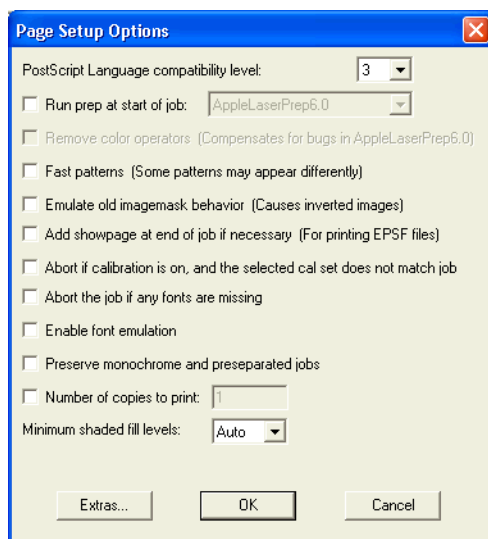 Page Setup Options
PostScript Language compatibility level: 3
Run prep at start of job: AppleLaserPrep6.0
Remove color operators (Compensates for bugs in AppleLaserPrep6.0)
Fast patterns (Some patterns may appear differently)
Emulate old imagemask behavior (Causes inverted images)
Add showpage at end of job if necessary (For printing EPSF files)
Abort if calibration is on, and the selected cal set does not match job
Abort the job if any fonts are missing
Enable font emulation
Preserve monochrome and preseparated jobs
Number of copies to print: 1
Minimum shaded fill levels: Auto
Extras... OK Cancel